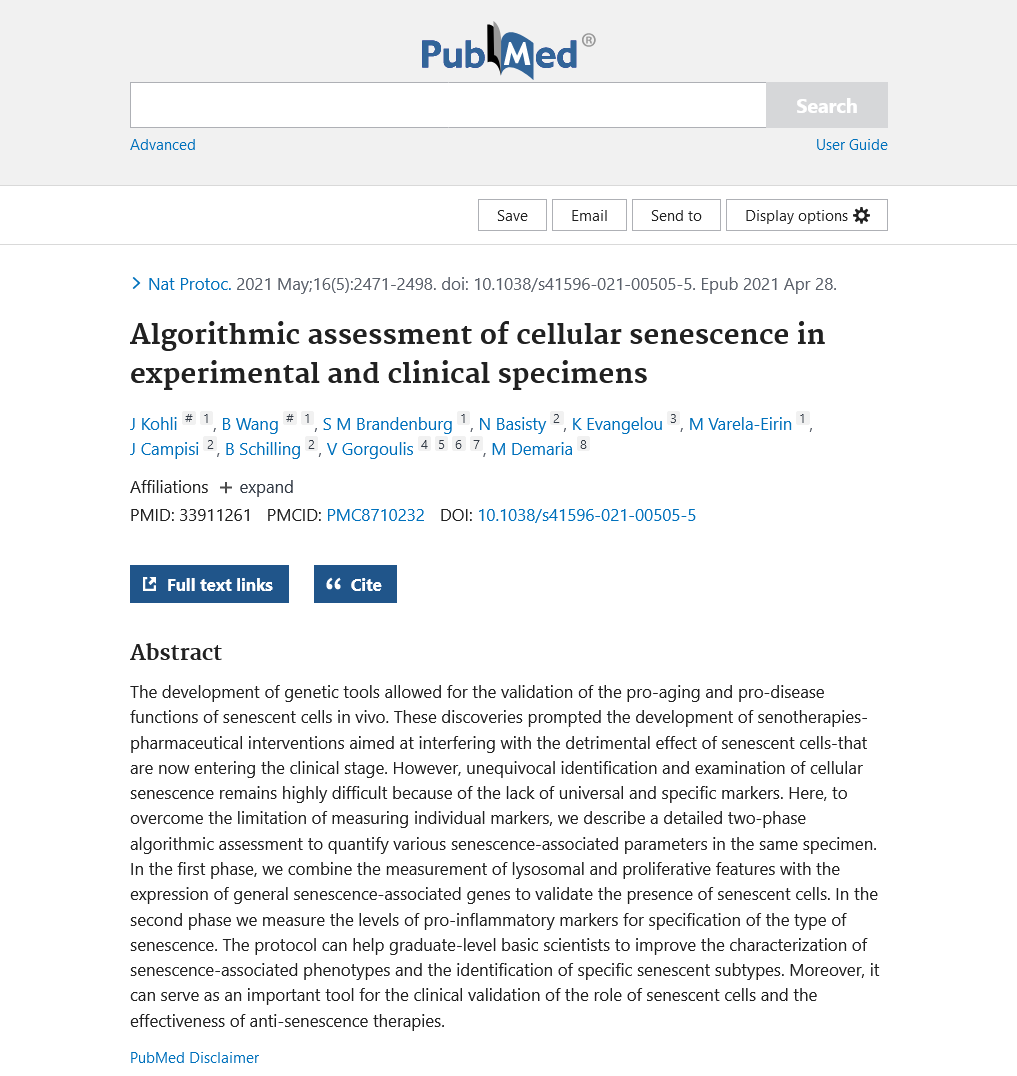 PubMed®
Search
Advanced
User Guide
Save
Email
Send to
Display options
Nat Protoc. 2021 May;16(5):2471-2498. doi: 10.1038/s41596-021-00505-5. Epub 2021 Apr 28.
Algorithmic assessment of cellular senescence in
experimental and clinical specimens
J Kohli # 1, B Wang # 1, S M Brandenburg 1, N Basisty 2, K Evangelou 3, M Varela-Eirin 1,
J Campisi 2, B Schilling 2, V Gorgoulis 4 5 6 7, M Demaria 8
Affiliations + expand
PMID: 33911261 PMCID: PMC8710232 DOI: 10.1038/s41596-021-00505-5
Full text links
Cite
Abstract
The development of genetic tools allowed for the validation of the pro-aging and pro-disease
functions of senescent cells in vivo. These discoveries prompted the development of senotherapies-
pharmaceutical interventions aimed at interfering with the detrimental effect of senescent cells-that
are now entering the clinical stage. However, unequivocal identification and examination of cellular
senescence remains highly difficult because of the lack of universal and specific markers. Here, to
overcome the limitation of measuring individual markers, we describe a detailed two-phase
algorithmic assessment to quantify various senescence-associated parameters in the same specimen.
In the first phase, we combine the measurement of lysosomal and proliferative features with the
expression of general senescence-associated genes to validate the presence of senescent cells. In the
second phase we measure the levels of pro-inflammatory markers for specification of the type of
senescence. The protocol can help graduate-level basic scientists to improve the characterization of
senescence-associated phenotypes and the identification of specific senescent subtypes. Moreover, it
can serve as an important tool for the clinical validation of the role of senescent cells and the
effectiveness of anti-senescence therapies.
PubMed Disclaimer